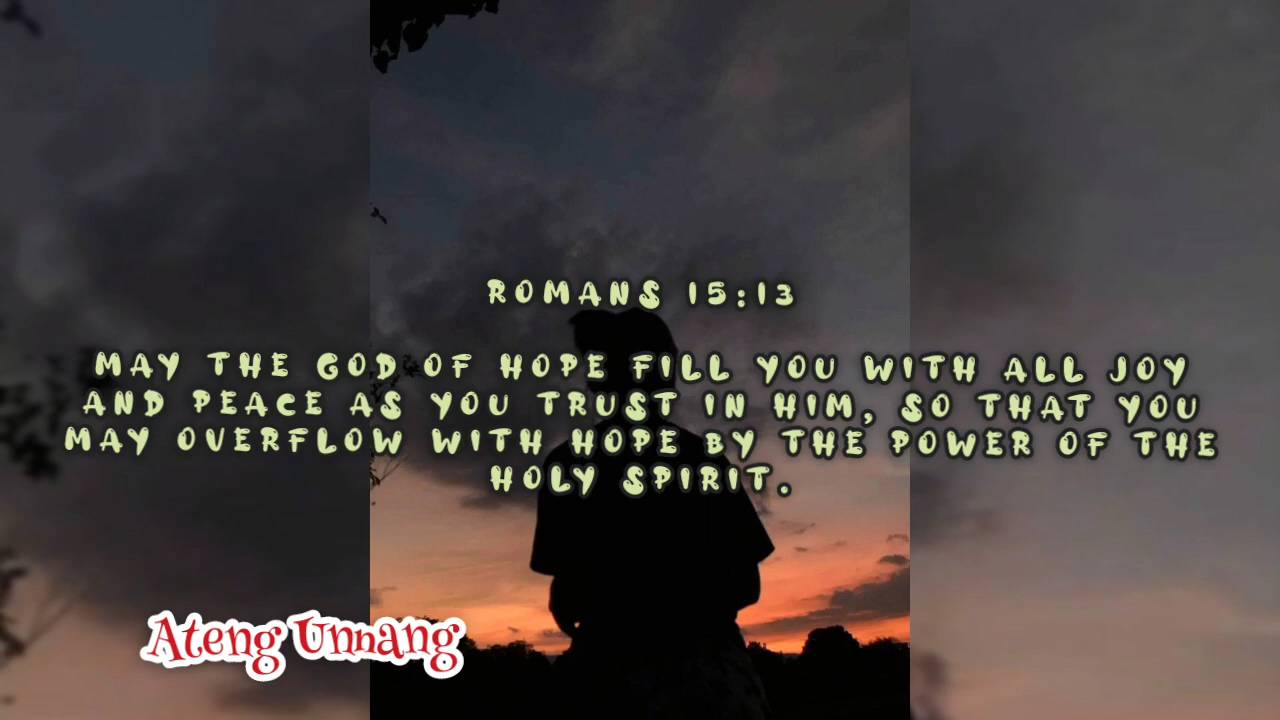 ROMANS 15:13
MAY THE GOD OF HOPE FILL YOU WITH ALL JOY
AND PEACE AS YOU TRUST IN HIM, SO THAT YOU
MAY OVERFLOW WITH HOPE BY THE POWER OF THE
HOLY SPIRIT.
Ateng Unnang